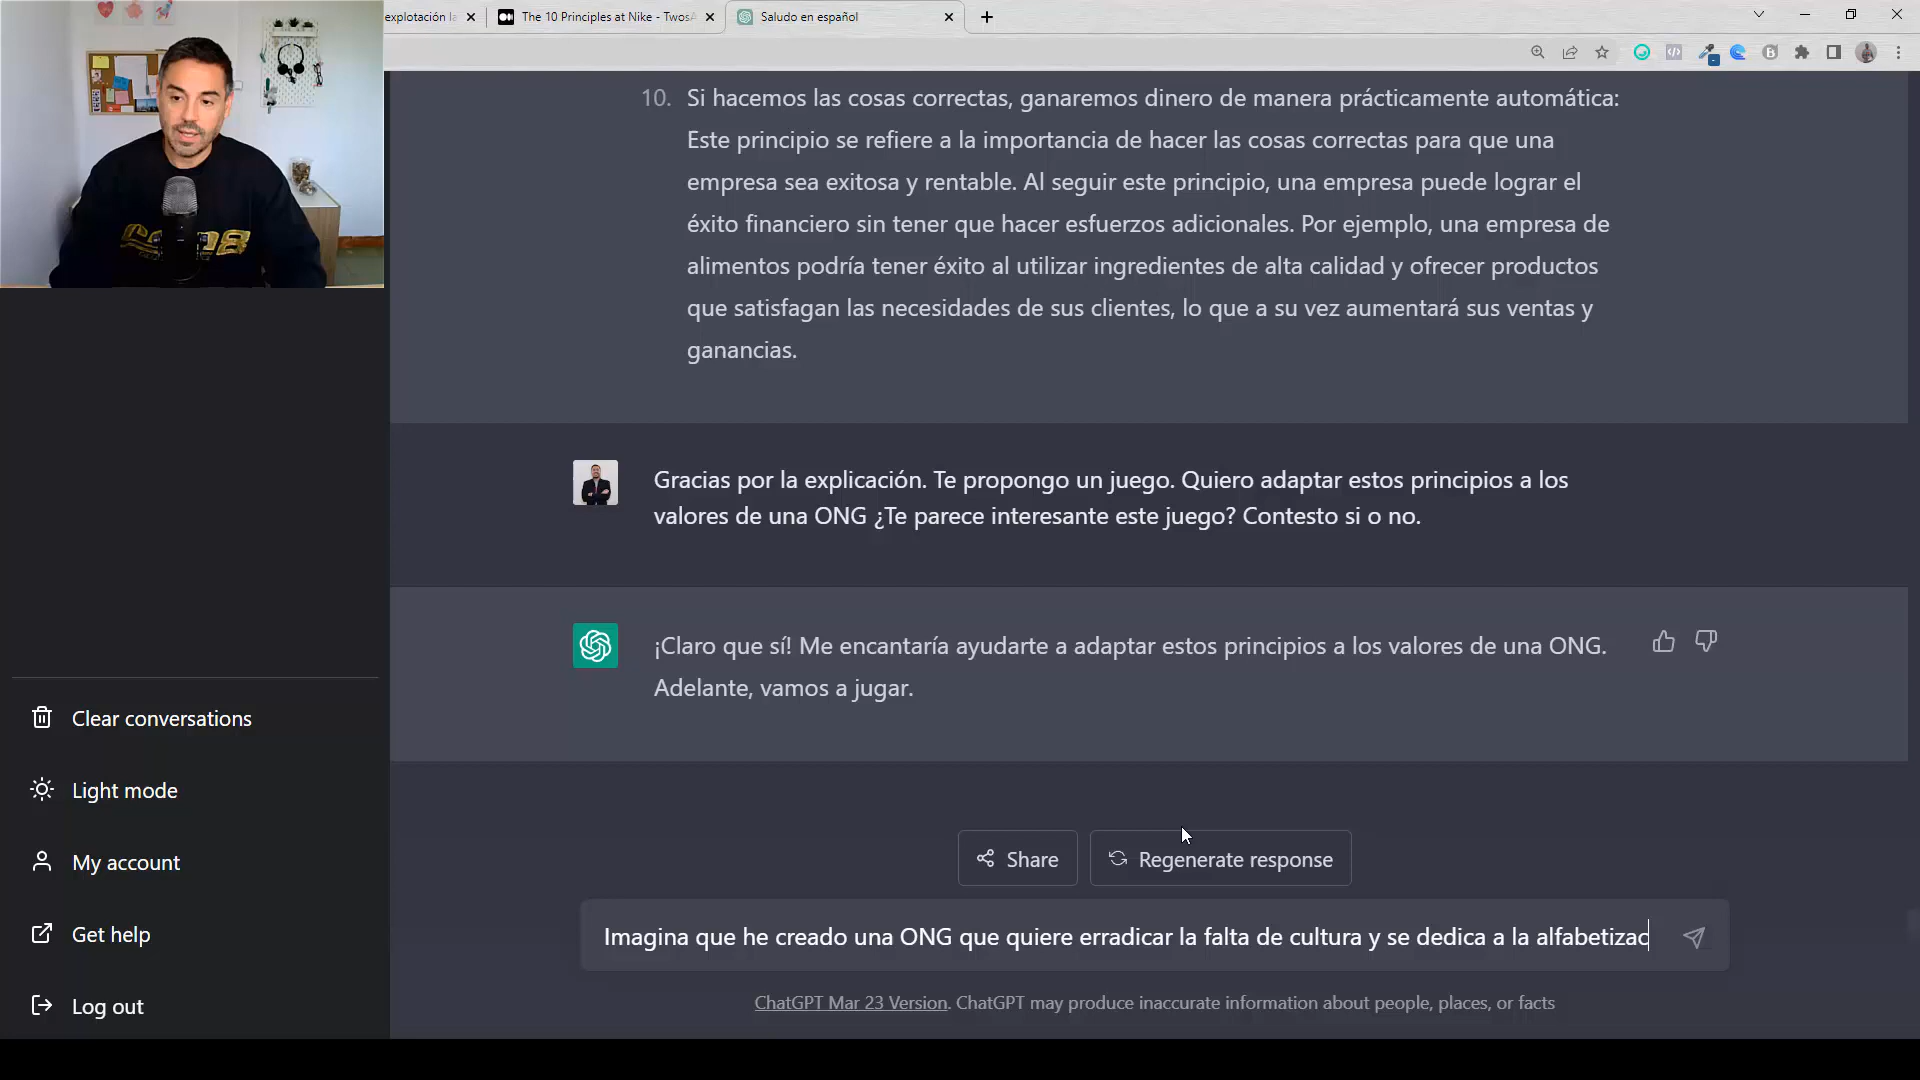 explotación la
The 10 Principles at Nike - TwosA
Saludo en español
10. Si hacemos las cosas correctas, ganaremos dinero de manera prácticamente automática:
Este principio se refiere a la importancia de hacer las cosas correctas para que una
empresa sea exitosa y rentable. Al seguir este principio, una empresa puede lograr el
éxito financiero sin tener que hacer esfuerzos adicionales. Por ejemplo, una empresa de
alimentos podría tener éxito al utilizar ingredientes de alta calidad y ofrecer productos
que satisfagan las necesidades de sus clientes, lo que a su vez aumentará sus ventas y
ganancias.
Gracias por la explicación. Te propongo un juego. Quiero adaptar estos principios a los
valores de una ONG ¿Te parece interesante este juego? Contesto si o no.
¡Claro que sí! Me encantaría ayudarte a adaptar estos principios a los valores de una ONG.
Adelante, vamos a jugar.
Clear conversations
Light mode
My account
Get help
Log out
Share
Regenerate response
Imagina que he creado una ONG que quiere erradicar la falta de cultura y se dedica a la alfabetizac
ChatGPT Mar 23 Version. ChatGPT may produce inaccurate information about people, places, or facts